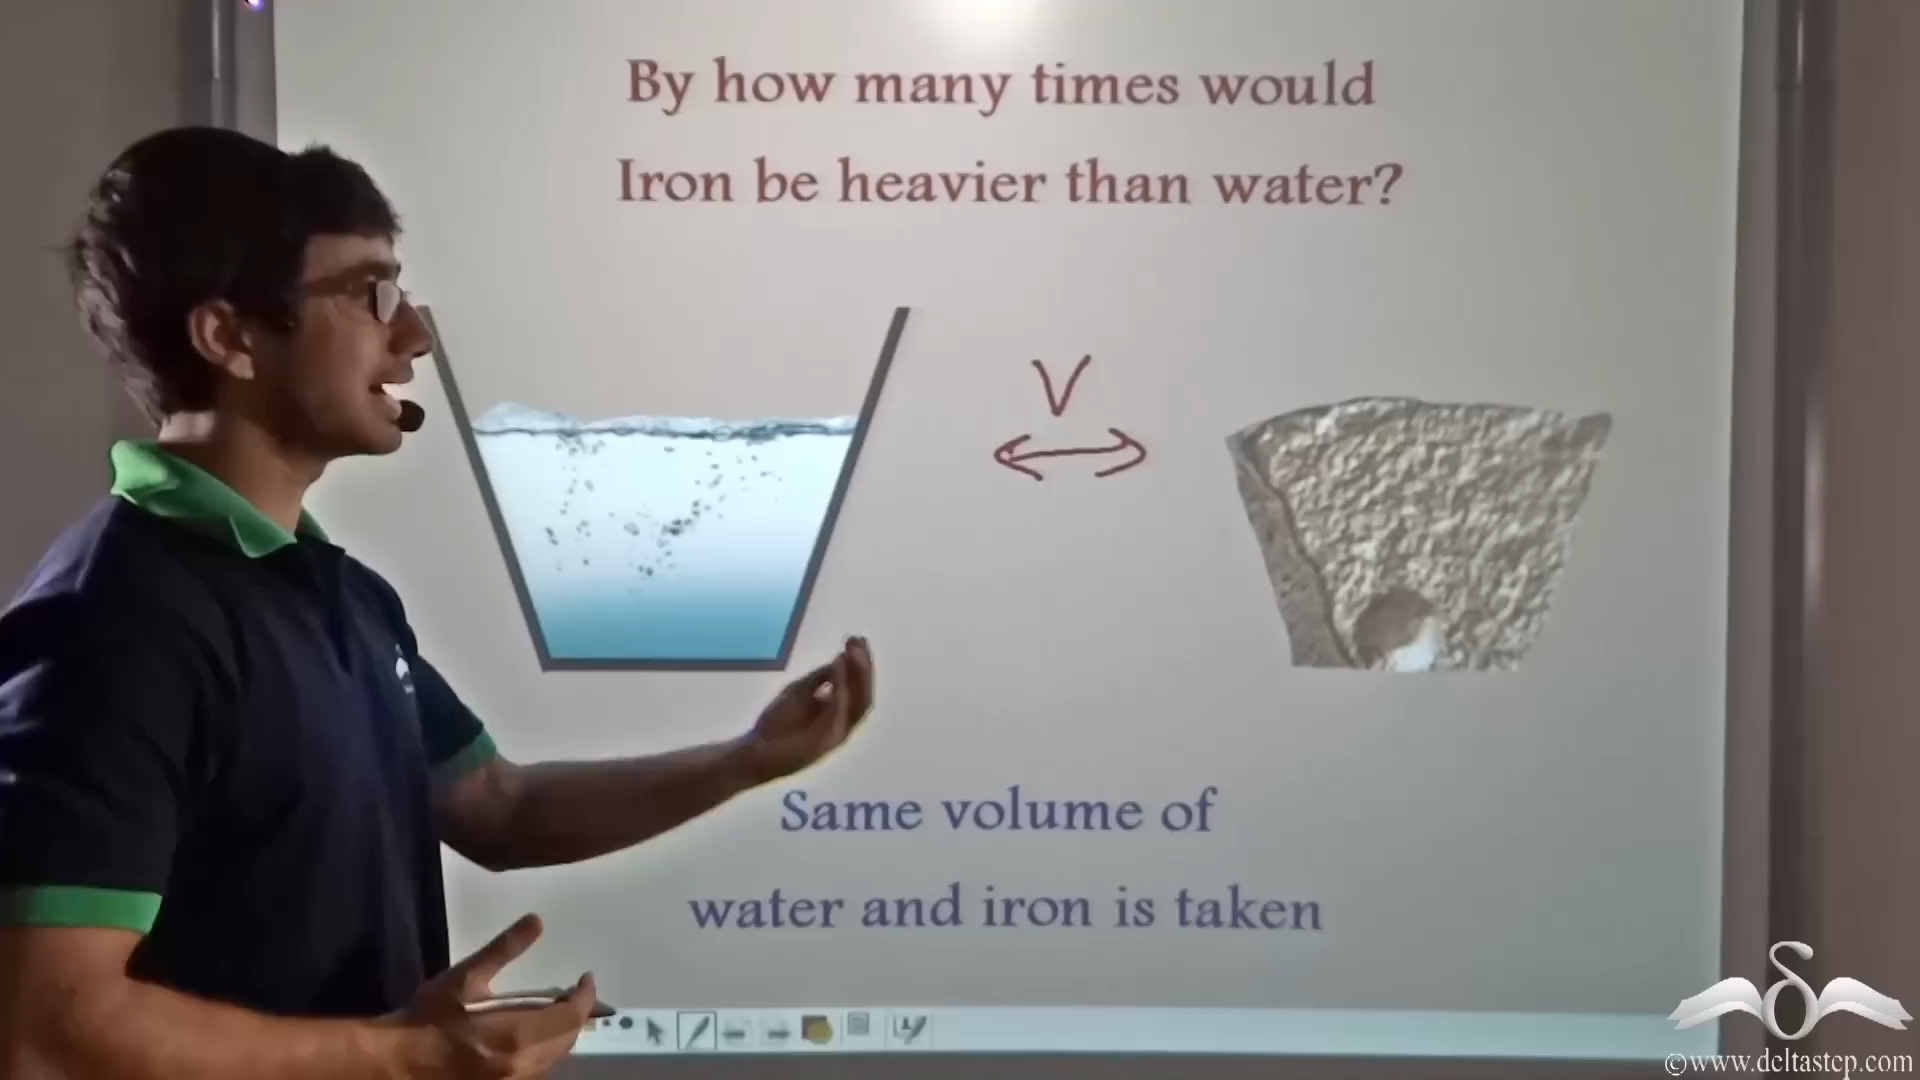 By how many times would
Iron be heavier than water?
V
Same volume of
water and iron is taken
©www.deltastep.com